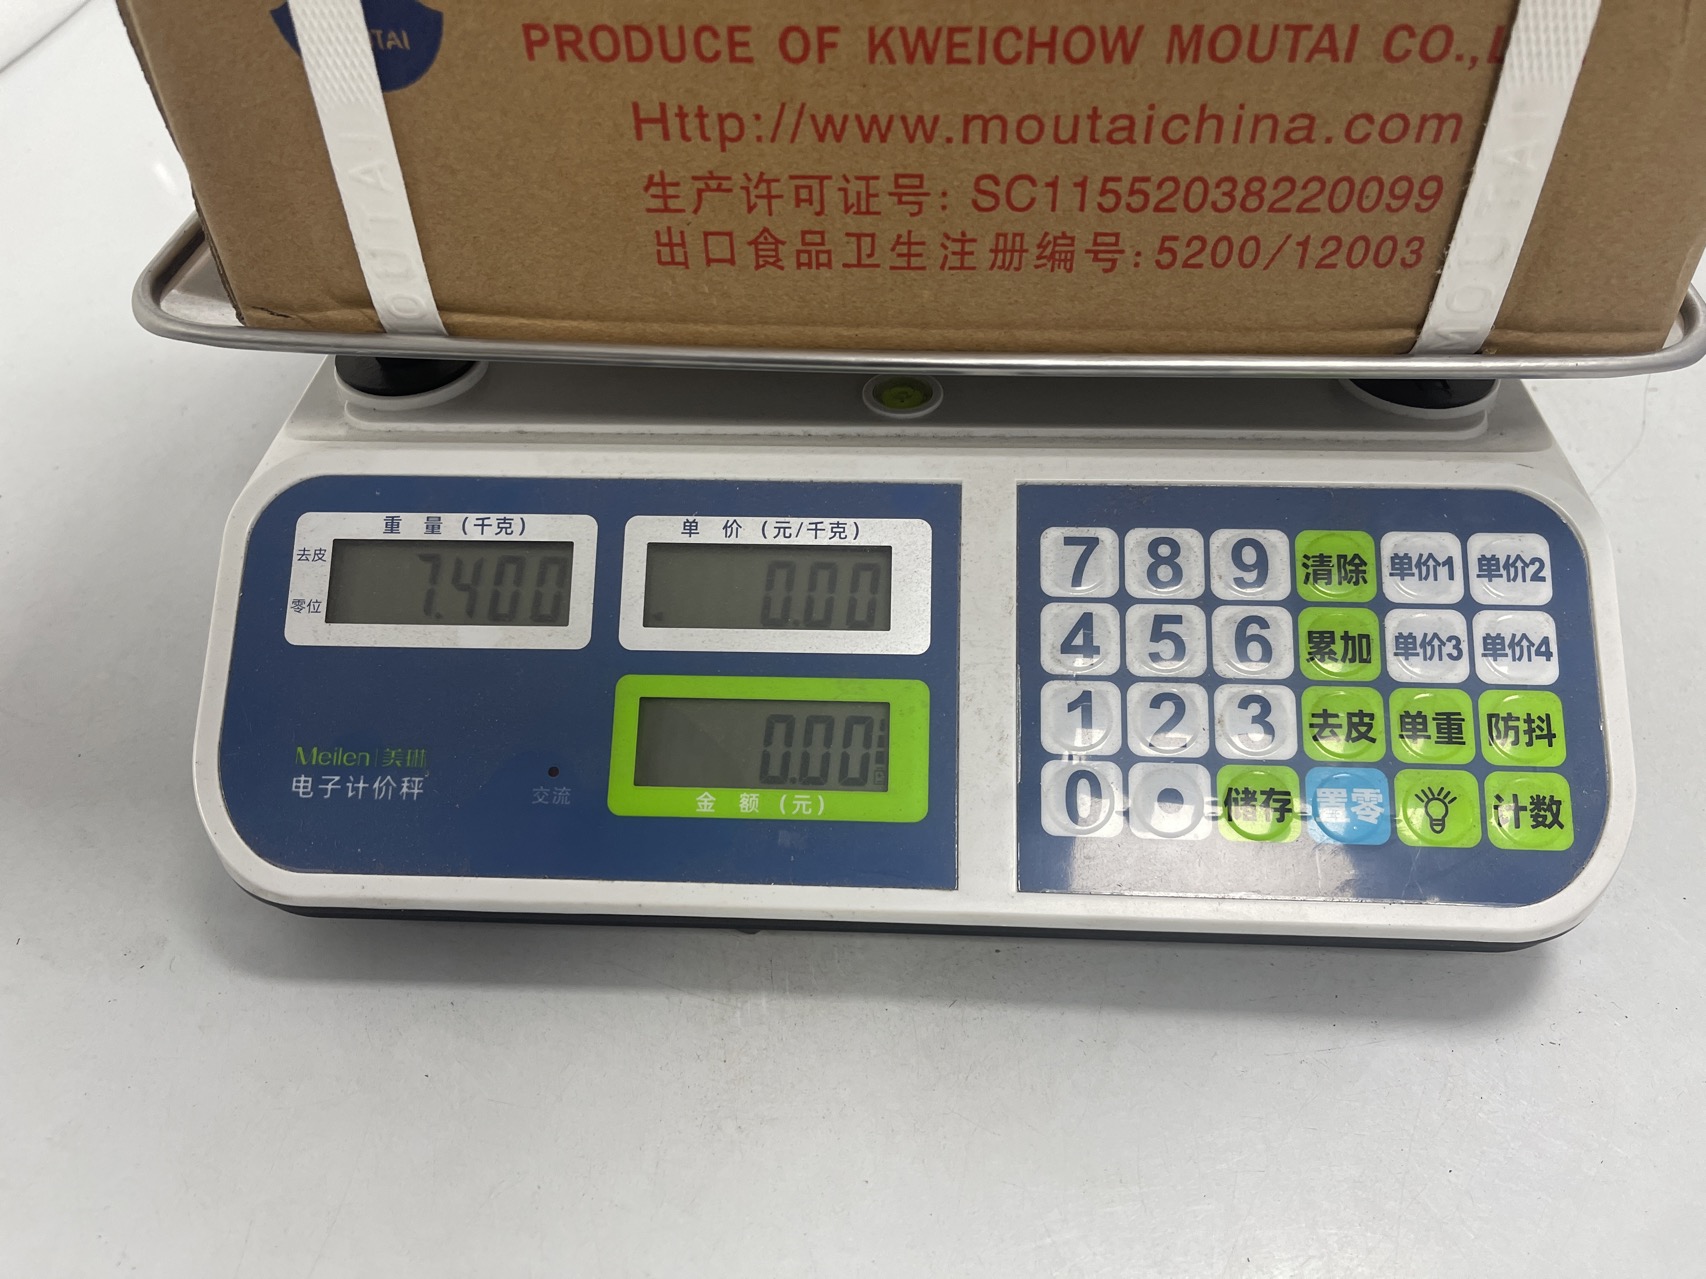 TAI
PRODUCE OF KWEICHOW MOUTAI CO.,L
Http://www.moutaichina.com
生产许可证号: SC11552038220099
出口食品卫生注册编号:5200/12003
OUTAI
MOUTAI
重量(千克)
去皮
零位
7.400
单价(元/千克)
0.00
0.00
金额(元)
Meilen|美琳
电子计价秤
交流
7 8 9 清除 单价1 单价2
4 5 6 累加 单价3 单价4
1 2 3 去皮 单重 防抖
0 . 储存 置零 计数